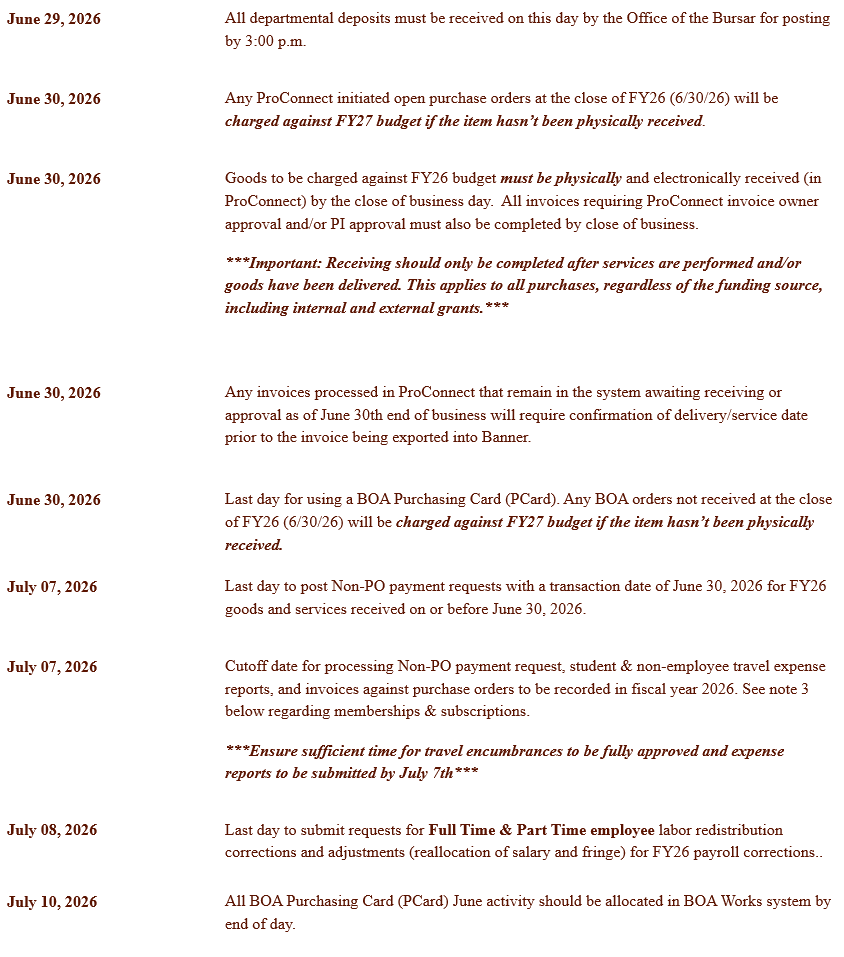 June 29, 2026 All departmental deposits must be received on this day by the Office of the Bursar for posting
by 3:00 p.m.
June 30, 2026 Any ProConnect initiated open purchase orders at the close of FY26 (6/30/26) will be
charged against FY27 budget if the item hasn’t been physically received.
June 30, 2026 Goods to be charged against FY26 budget must be physically and electronically received (in
ProConnect) by the close of business day.  All invoices requiring ProConnect invoice owner
approval and/or PI approval must also be completed by close of business.
***Important: Receiving should only be completed after services are performed and/or
goods have been delivered. This applies to all purchases, regardless of the funding source,
including internal and external grants.***
June 30, 2026 Any invoices processed in ProConnect that remain in the system awaiting receiving or
approval as of June 30th end of business will require confirmation of delivery/service date
prior to the invoice being exported into Banner.
June 30, 2026 Last day for using a BOA Purchasing Card (PCard). Any BOA orders not received at the close
of FY26 (6/30/26) will be charged against FY27 budget if the item hasn’t been physically
received.
July 07, 2026 Last day to post Non-PO payment requests with a transaction date of June 30, 2026 for FY26
goods and services received on or before June 30, 2026.
July 07, 2026 Cutoff date for processing Non-PO payment request, student & non-employee travel expense
reports, and invoices against purchase orders to be recorded in fiscal year 2026. See note 3
below regarding memberships & subscriptions.
***Ensure sufficient time for travel encumbrances to be fully approved and expense
reports to be submitted by July 7th***
July 08, 2026 Last day to submit requests for Full Time & Part Time employee labor redistribution
corrections and adjustments (reallocation of salary and fringe) for FY26 payroll corrections..
July 10, 2026 All BOA Purchasing Card (PCard) June activity should be allocated in BOA Works system by
end of day.